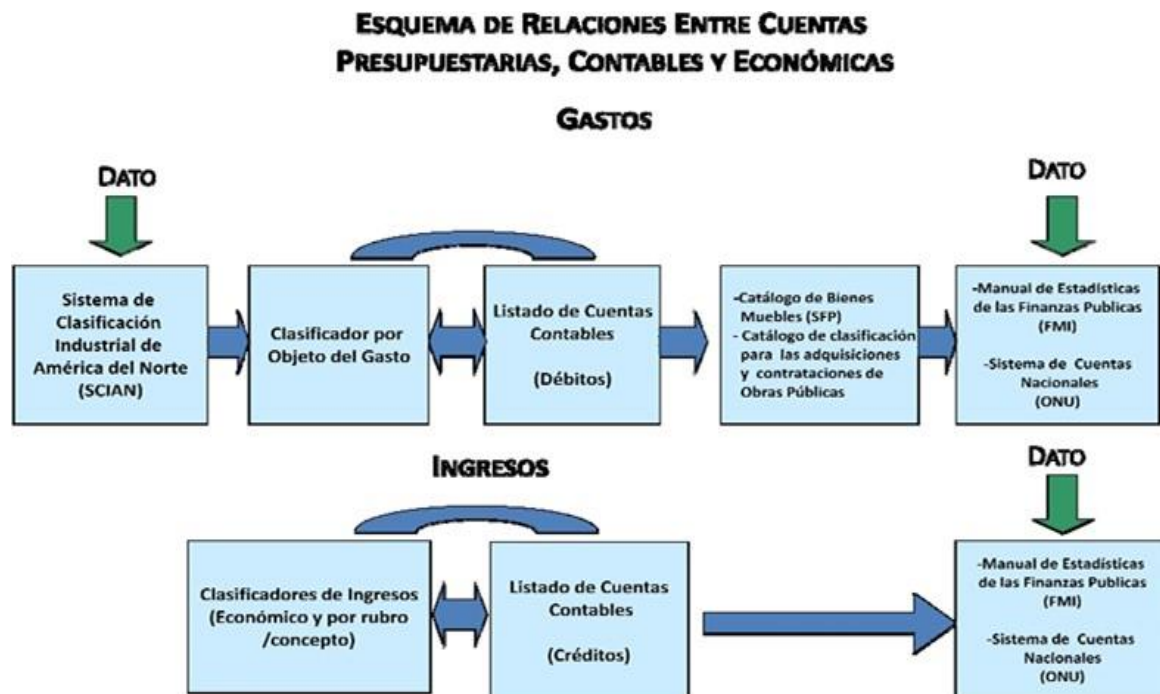 ESQUEMA DE RELACIONES ENTRE CUENTAS
PRESUPUESTARIAS, CONTABLES Y ECONÓMICAS
GASTOS
DATO
DATO
Sistema de
Clasificación
Industrial de
América del Norte
(SCIAN)
Clasificador por
Objeto del Gasto
Listado de Cuentas
Contables
(Débitos)
-Catálogo de Bienes
Muebles (SFP)
- Catálogo de clasificación
para las adquisiciones
y contrataciones de
Obras Públicas
-Manual de Estadísticas
de las Finanzas Publicas
(FMI)
-Sistema de Cuentas
Nacionales
(ONU)
INGRESOS
DATO
Clasificadores de Ingresos
(Económico y por rubro
/concepto)
Listado de Cuentas
Contables
(Créditos)
-Manual de Estadísticas
de las Finanzas Publicas
(FMI)
-Sistema de Cuentas
Nacionales
(ONU)